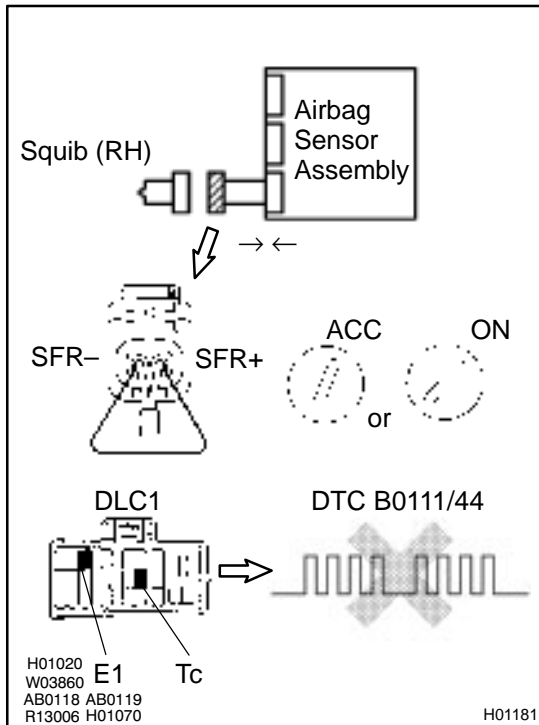 Airbag
Sensor
Assembly
Squib (RH)
→ ←
SFR– SFR+
ACC ON
or
DLC1
DTC B0111/44
E1 Tc
H01020
W03860
AB0118 AB0119
R13006 H01070
H01181